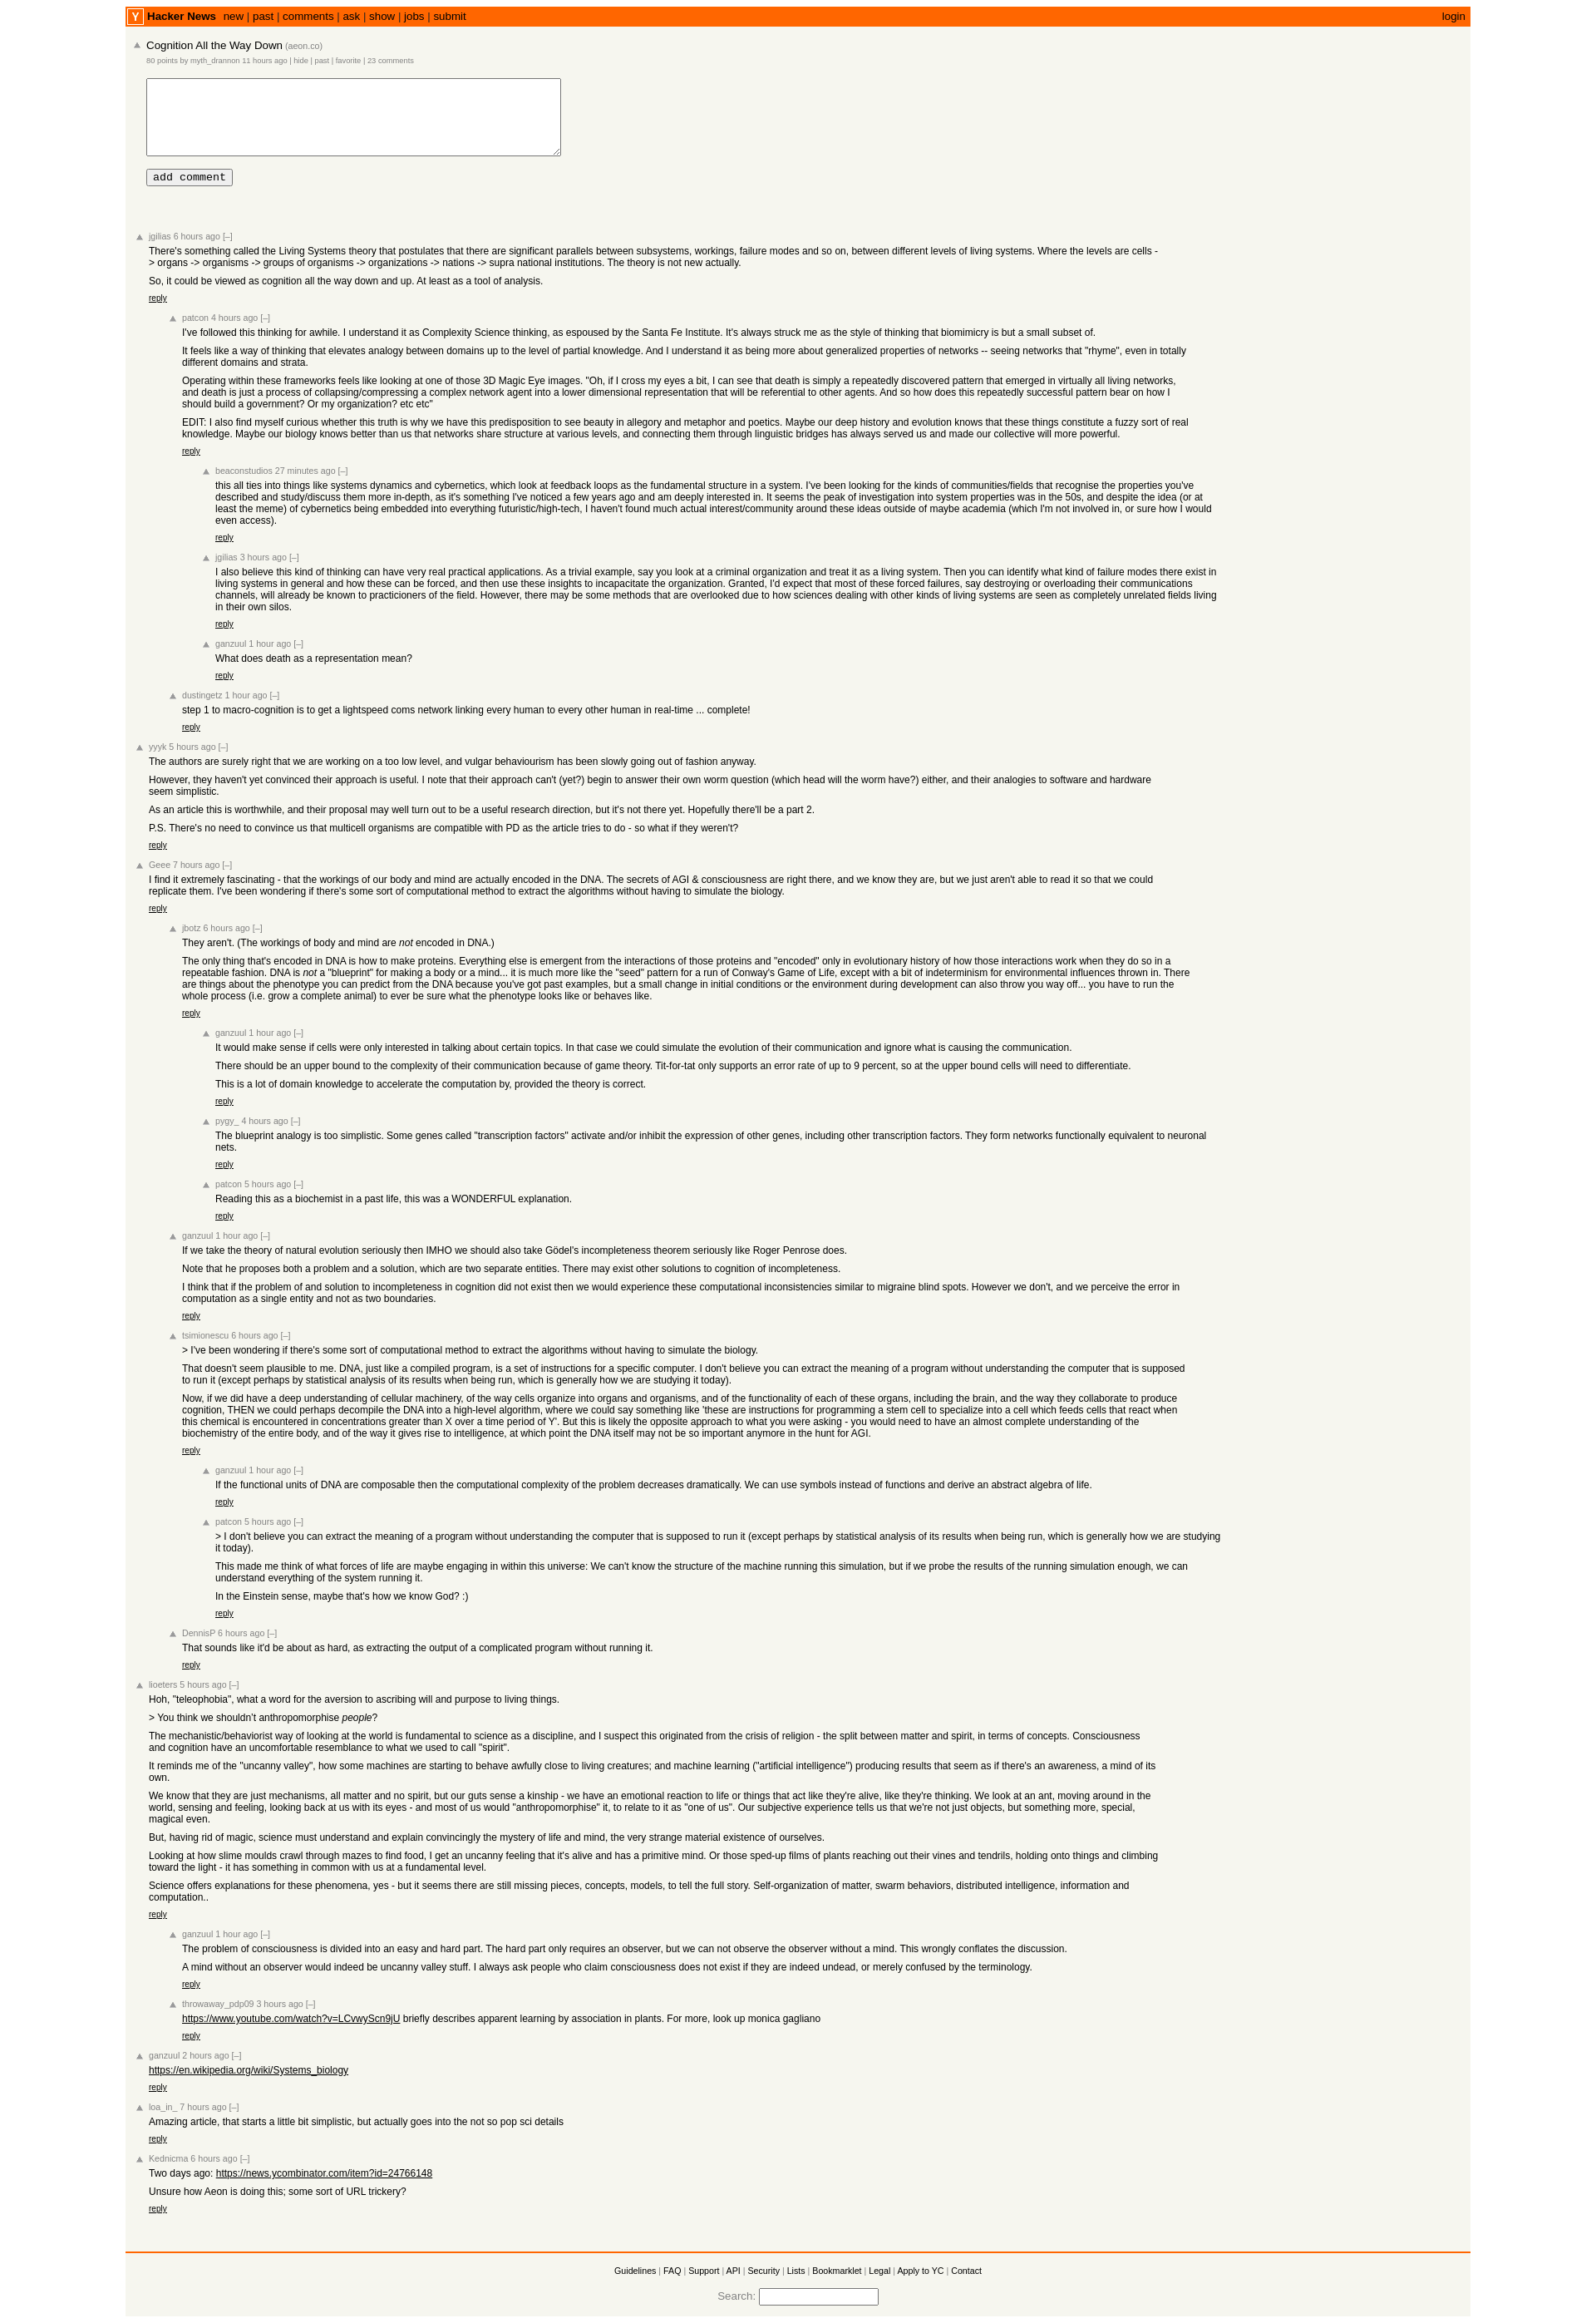 Y Hacker News new | past | comments | ask | show | jobs | submit login
Cognition All the Way Down (aeon.co)
80 points by myth_drannon 11 hours ago | hide | past | favorite | 23 comments
add comment
jgilias 6 hours ago [–]
There's something called the Living Systems theory that postulates that there are significant parallels between subsystems, workings, failure modes and so on, between different levels of living systems. Where the levels are cells -
> organs -> organisms -> groups of organisms -> organizations -> nations -> supra national institutions. The theory is not new actually.
So, it could be viewed as cognition all the way down and up. At least as a tool of analysis.
reply
patcon 4 hours ago [–]
I've followed this thinking for awhile. I understand it as Complexity Science thinking, as espoused by the Santa Fe Institute. It's always struck me as the style of thinking that biomimicry is but a small subset of.
It feels like a way of thinking that elevates analogy between domains up to the level of partial knowledge. And I understand it as being more about generalized properties of networks -- seeing networks that "rhyme", even in totally
different domains and strata.
Operating within these frameworks feels like looking at one of those 3D Magic Eye images. "Oh, if I cross my eyes a bit, I can see that death is simply a repeatedly discovered pattern that emerged in virtually all living networks,
and death is just a process of collapsing/compressing a complex network agent into a lower dimensional representation that will be referential to other agents. And so how does this repeatedly successful pattern bear on how I
should build a government? Or my organization? etc etc"
EDIT: I also find myself curious whether this truth is why we have this predisposition to see beauty in allegory and metaphor and poetics. Maybe our deep history and evolution knows that these things constitute a fuzzy sort of real
knowledge. Maybe our biology knows better than us that networks share structure at various levels, and connecting them through linguistic bridges has always served us and made our collective will more powerful.
reply
beaconstudios 27 minutes ago [–]
this all ties into things like systems dynamics and cybernetics, which look at feedback loops as the fundamental structure in a system. I've been looking for the kinds of communities/fields that recognise the properties you've
described and study/discuss them more in-depth, as it's something I've noticed a few years ago and am deeply interested in. It seems the peak of investigation into system properties was in the 50s, and despite the idea (or at
least the meme) of cybernetics being embedded into everything futuristic/high-tech, I haven't found much actual interest/community around these ideas outside of maybe academia (which I'm not involved in, or sure how I would
even access).
reply
jgilias 3 hours ago [–]
I also believe this kind of thinking can have very real practical applications. As a trivial example, say you look at a criminal organization and treat it as a living system. Then you can identify what kind of failure modes there exist in
living systems in general and how these can be forced, and then use these insights to incapacitate the organization. Granted, I'd expect that most of these forced failures, say destroying or overloading their communications
channels, will already be known to practicioners of the field. However, there may be some methods that are overlooked due to how sciences dealing with other kinds of living systems are seen as completely unrelated fields living
in their own silos.
reply
ganzuul 1 hour ago [–]
What does death as a representation mean?
reply
dustingetz 1 hour ago [–]
step 1 to macro-cognition is to get a lightspeed coms network linking every human to every other human in real-time ... complete!
reply
yyyk 5 hours ago [–]
The authors are surely right that we are working on a too low level, and vulgar behaviourism has been slowly going out of fashion anyway.
However, they haven't yet convinced their approach is useful. I note that their approach can't (yet?) begin to answer their own worm question (which head will the worm have?) either, and their analogies to software and hardware
seem simplistic.
As an article this is worthwhile, and their proposal may well turn out to be a useful research direction, but it's not there yet. Hopefully there'll be a part 2.
P.S. There's no need to convince us that multicell organisms are compatible with PD as the article tries to do - so what if they weren't?
reply
Geee 7 hours ago [–]
I find it extremely fascinating - that the workings of our body and mind are actually encoded in the DNA. The secrets of AGI & consciousness are right there, and we know they are, but we just aren't able to read it so that we could
replicate them. I've been wondering if there's some sort of computational method to extract the algorithms without having to simulate the biology.
reply
jbotz 6 hours ago [–]
They aren't. (The workings of body and mind are not encoded in DNA.)
The only thing that's encoded in DNA is how to make proteins. Everything else is emergent from the interactions of those proteins and "encoded" only in evolutionary history of how those interactions work when they do so in a
repeatable fashion. DNA is not a "blueprint" for making a body or a mind... it is much more like the "seed" pattern for a run of Conway's Game of Life, except with a bit of indeterminism for environmental influences thrown in. There
are things about the phenotype you can predict from the DNA because you've got past examples, but a small change in initial conditions or the environment during development can also throw you way off... you have to run the
whole process (i.e. grow a complete animal) to ever be sure what the phenotype looks like or behaves like.
reply
ganzuul 1 hour ago [–]
It would make sense if cells were only interested in talking about certain topics. In that case we could simulate the evolution of their communication and ignore what is causing the communication.
There should be an upper bound to the complexity of their communication because of game theory. Tit-for-tat only supports an error rate of up to 9 percent, so at the upper bound cells will need to differentiate.
This is a lot of domain knowledge to accelerate the computation by, provided the theory is correct.
reply
pygy_ 4 hours ago [–]
The blueprint analogy is too simplistic. Some genes called "transcription factors" activate and/or inhibit the expression of other genes, including other transcription factors. They form networks functionally equivalent to neuronal
nets.
reply
patcon 5 hours ago [–]
Reading this as a biochemist in a past life, this was a WONDERFUL explanation.
reply
ganzuul 1 hour ago [–]
If we take the theory of natural evolution seriously then IMHO we should also take Gödel's incompleteness theorem seriously like Roger Penrose does.
Note that he proposes both a problem and a solution, which are two separate entities. There may exist other solutions to cognition of incompleteness.
I think that if the problem of and solution to incompleteness in cognition did not exist then we would experience these computational inconsistencies similar to migraine blind spots. However we don't, and we perceive the error in
computation as a single entity and not as two boundaries.
reply
tsimionescu 6 hours ago [–]
> I've been wondering if there's some sort of computational method to extract the algorithms without having to simulate the biology.
That doesn't seem plausible to me. DNA, just like a compiled program, is a set of instructions for a specific computer. I don't believe you can extract the meaning of a program without understanding the computer that is supposed
to run it (except perhaps by statistical analysis of its results when being run, which is generally how we are studying it today).
Now, if we did have a deep understanding of cellular machinery, of the way cells organize into organs and organisms, and of the functionality of each of these organs, including the brain, and the way they collaborate to produce
cognition, THEN we could perhaps decompile the DNA into a high-level algorithm, where we could say something like 'these are instructions for programming a stem cell to specialize into a cell which feeds cells that react when
this chemical is encountered in concentrations greater than X over a time period of Y'. But this is likely the opposite approach to what you were asking - you would need to have an almost complete understanding of the
biochemistry of the entire body, and of the way it gives rise to intelligence, at which point the DNA itself may not be so important anymore in the hunt for AGI.
reply
ganzuul 1 hour ago [–]
If the functional units of DNA are composable then the computational complexity of the problem decreases dramatically. We can use symbols instead of functions and derive an abstract algebra of life.
reply
patcon 5 hours ago [–]
> I don't believe you can extract the meaning of a program without understanding the computer that is supposed to run it (except perhaps by statistical analysis of its results when being run, which is generally how we are studying
it today).
This made me think of what forces of life are maybe engaging in within this universe: We can't know the structure of the machine running this simulation, but if we probe the results of the running simulation enough, we can
understand everything of the system running it.
In the Einstein sense, maybe that's how we know God? :)
reply
DennisP 6 hours ago [–]
That sounds like it'd be about as hard, as extracting the output of a complicated program without running it.
reply
lioeters 5 hours ago [–]
Hoh, "teleophobia", what a word for the aversion to ascribing will and purpose to living things.
> You think we shouldn’t anthropomorphise people?
The mechanistic/behaviorist way of looking at the world is fundamental to science as a discipline, and I suspect this originated from the crisis of religion - the split between matter and spirit, in terms of concepts. Consciousness
and cognition have an uncomfortable resemblance to what we used to call "spirit".
It reminds me of the "uncanny valley", how some machines are starting to behave awfully close to living creatures; and machine learning ("artificial intelligence") producing results that seem as if there's an awareness, a mind of its
own.
We know that they are just mechanisms, all matter and no spirit, but our guts sense a kinship - we have an emotional reaction to life or things that act like they're alive, like they're thinking. We look at an ant, moving around in the
world, sensing and feeling, looking back at us with its eyes - and most of us would "anthropomorphise" it, to relate to it as "one of us". Our subjective experience tells us that we're not just objects, but something more, special,
magical even.
But, having rid of magic, science must understand and explain convincingly the mystery of life and mind, the very strange material existence of ourselves.
Looking at how slime moulds crawl through mazes to find food, I get an uncanny feeling that it's alive and has a primitive mind. Or those sped-up films of plants reaching out their vines and tendrils, holding onto things and climbing
toward the light - it has something in common with us at a fundamental level.
Science offers explanations for these phenomena, yes - but it seems there are still missing pieces, concepts, models, to tell the full story. Self-organization of matter, swarm behaviors, distributed intelligence, information and
computation..
reply
ganzuul 1 hour ago [–]
The problem of consciousness is divided into an easy and hard part. The hard part only requires an observer, but we can not observe the observer without a mind. This wrongly conflates the discussion.
A mind without an observer would indeed be uncanny valley stuff. I always ask people who claim consciousness does not exist if they are indeed undead, or merely confused by the terminology.
reply
throwaway_pdp09 3 hours ago [–]
https://www.youtube.com/watch?v=LCvwyScn9jU briefly describes apparent learning by association in plants. For more, look up monica gagliano
reply
ganzuul 2 hours ago [–]
https://en.wikipedia.org/wiki/Systems_biology
reply
loa_in_ 7 hours ago [–]
Amazing article, that starts a little bit simplistic, but actually goes into the not so pop sci details
reply
Kednicma 6 hours ago [–]
Two days ago: https://news.ycombinator.com/item?id=24766148
Unsure how Aeon is doing this; some sort of URL trickery?
reply
Guidelines | FAQ | Support | API | Security | Lists | Bookmarklet | Legal | Apply to YC | Contact
Search: